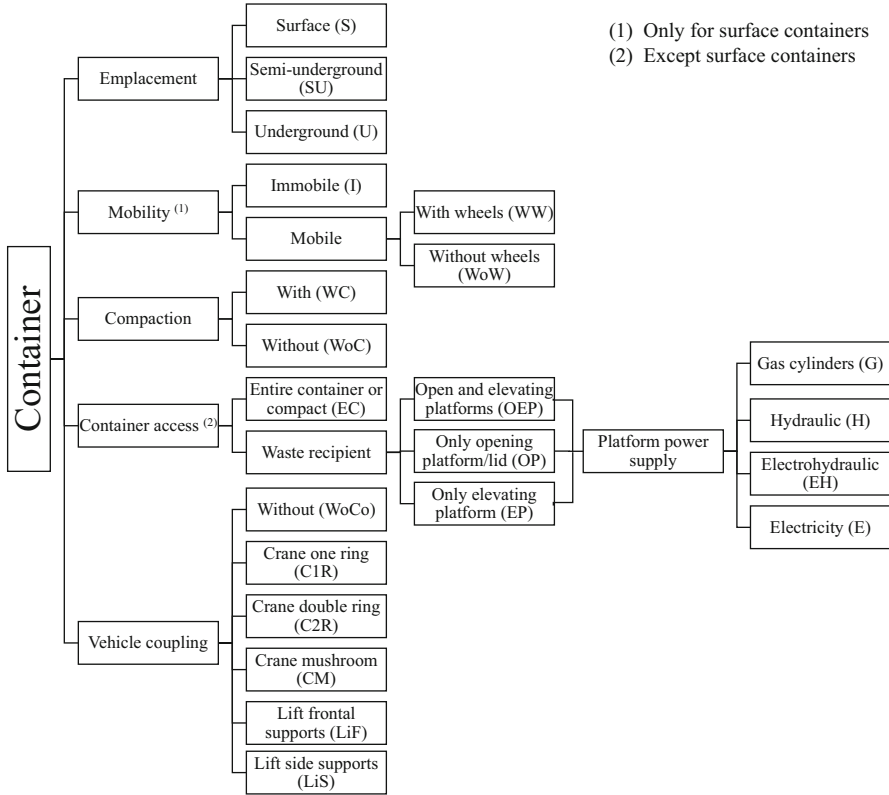 (1) Only for surface containers
(2) Except surface containers
Container
Emplacement
Surface (S)
Semi-underground
(SU)
Underground (U)
Mobility (1)
Immobile (I)
Mobile
With wheels (WW)
Without wheels
(WoW)
Compaction
With (WC)
Without (WoC)
Container access (2)
Entire container or
compact (EC)
Waste recipient
Open and elevating
platforms (OEP)
Only opening
platform/lid (OP)
Only elevating
platform (EP)
Platform power
supply
Gas cylinders (G)
Hydraulic (H)
Electrohydraulic
(EH)
Electricity (E)
Vehicle coupling
Without (WoCo)
Crane one ring
(C1R)
Crane double ring
(C2R)
Crane mushroom
(CM)
Lift frontal
supports (LiF)
Lift side supports
(LiS)